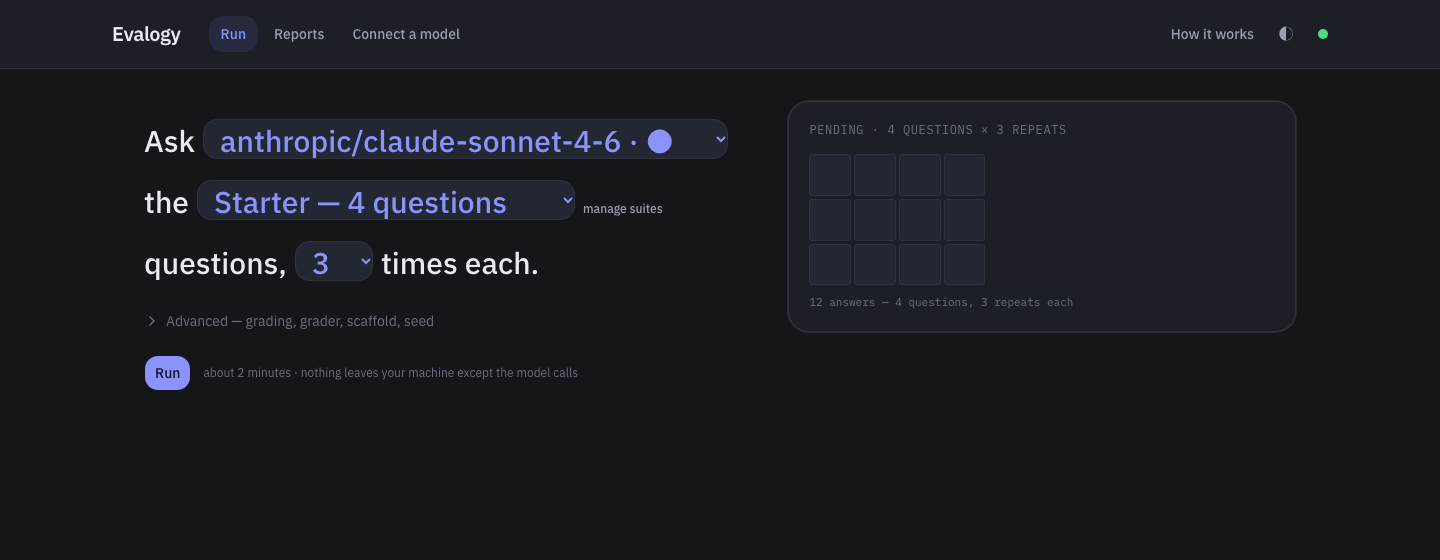 Evalogy Run Reports Connect a model How it works
Ask anthropic/claude-sonnet-4-6 · ●
the Starter — 4 questions manage suites
questions, 3 times each.
Advanced — grading, grader, scaffold, seed
Run about 2 minutes · nothing leaves your machine except the model calls
PENDING · 4 QUESTIONS × 3 REPEATS
12 answers — 4 questions, 3 repeats each